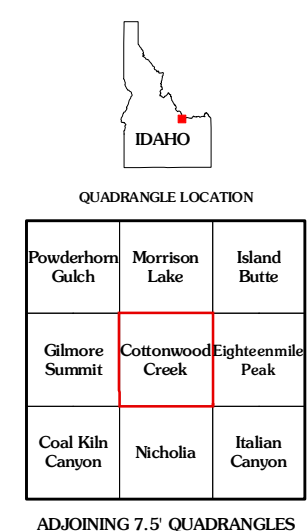 IDAHO
QUADRANGLE LOCATION
Powderhorn
Gulch
Morrison
Lake
Island
Butte
Gilmore
Summit
Cottonwood
Creek
Eighteenmile
Peak
Coal Kiln
Canyon
Nicholia
Italian
Canyon
ADJOINING 7.5' QUADRANGLES